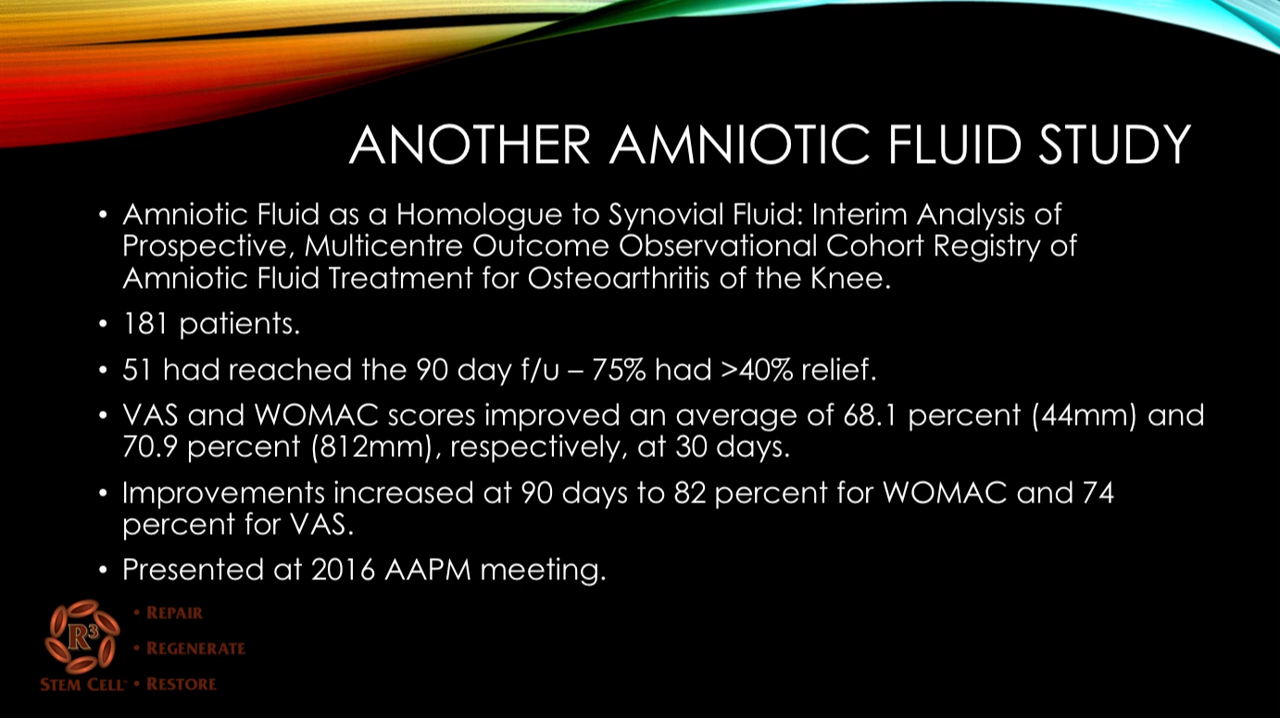 ANOTHER AMNIOTIC FLUID STUDY
• Amniotic Fluid as a Homologue to Synovial Fluid: Interim Analysis of
Prospective, Multicentre Outcome Observational Cohort Registry of
Amniotic Fluid Treatment for Osteoarthritis of the Knee.
• 181 patients.
• 51 had reached the 90 day f/u – 75% had >40% relief.
• VAS and WOMAC scores improved an average of 68.1 percent (44mm) and
70.9 percent (812mm), respectively, at 30 days.
• Improvements increased at 90 days to 82 percent for WOMAC and 74
percent for VAS.
• Presented at 2016 AAPM meeting.
R³
STEM CELL™
• REPAIR
• REGENERATE
• RESTORE